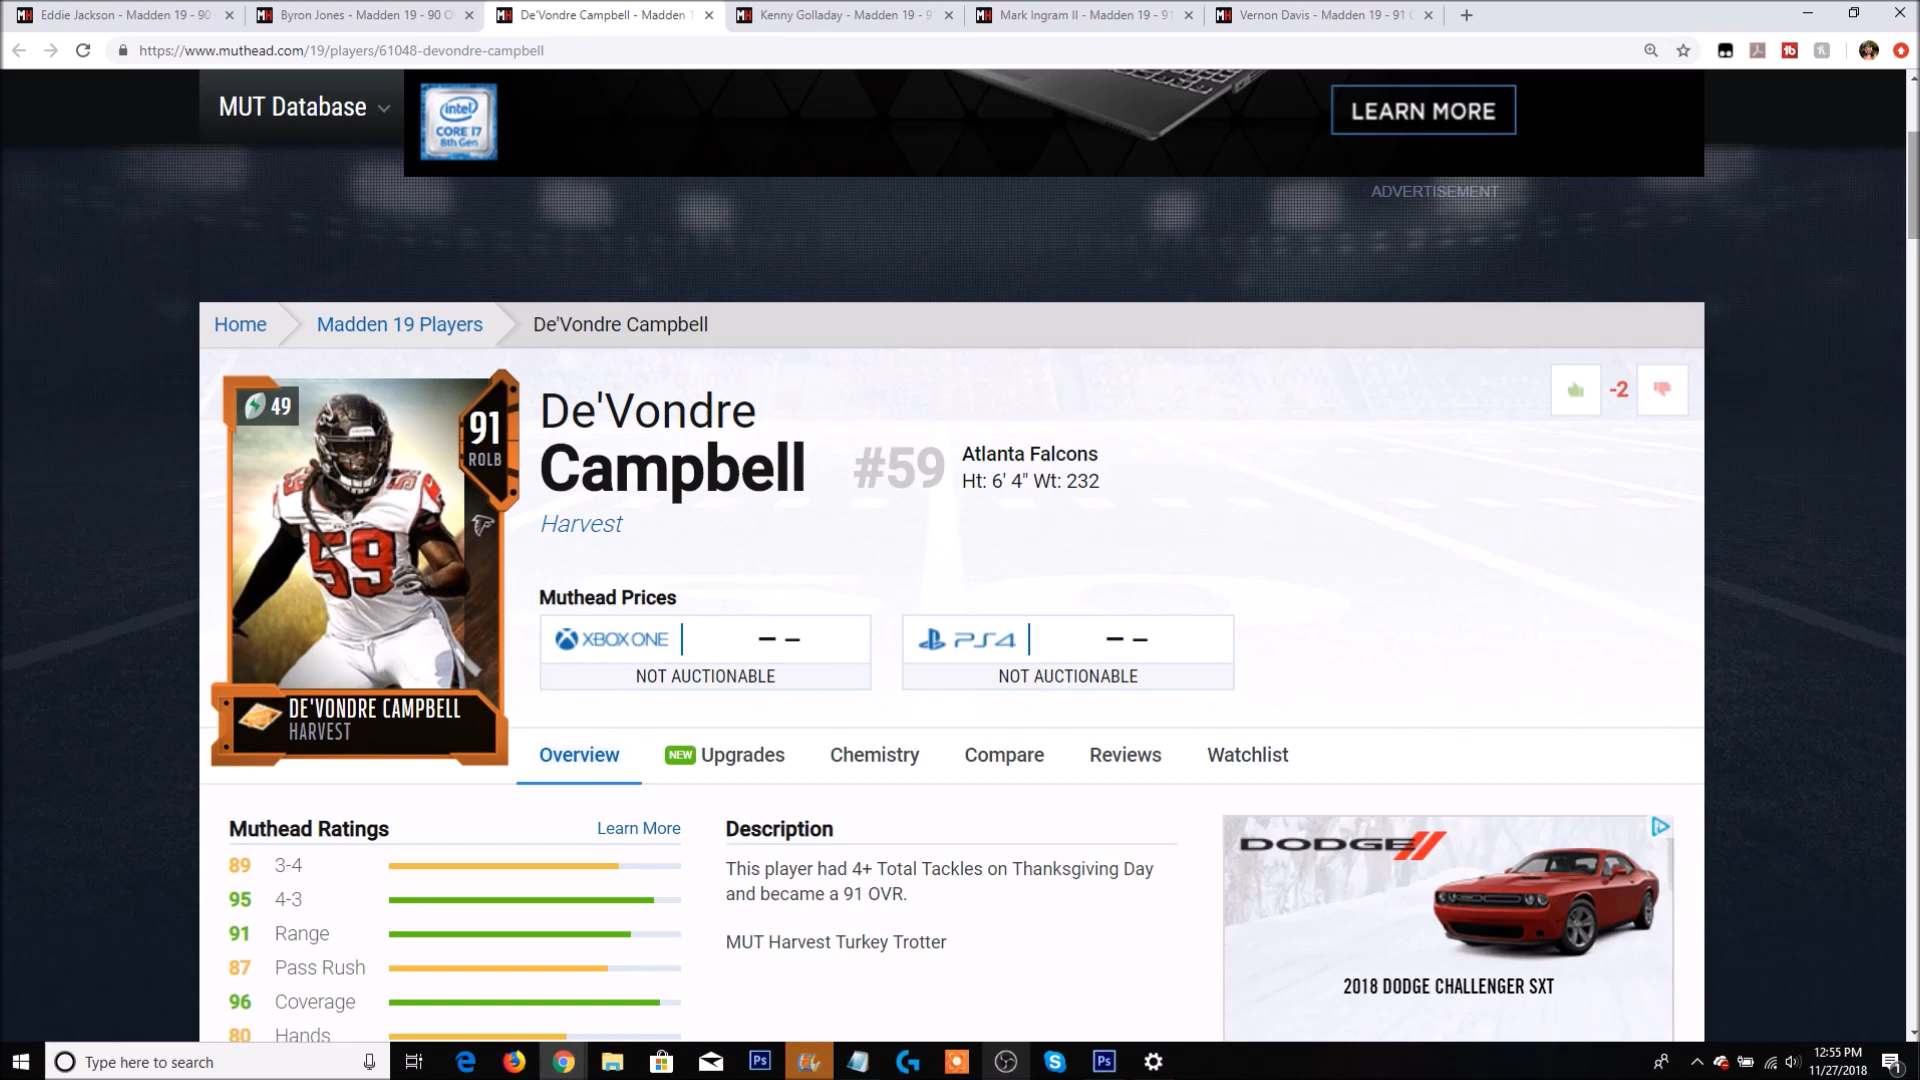 Eddie Jackson - Madden 19 - 90
Byron Jones - Madden 19 - 90 O
De'Vondre Campbell - Madden 1
Kenny Golladay - Madden 19 - 9
Mark Ingram II - Madden 19 - 91
Vernon Davis - Madden 19 - 91 O
https://www.muthead.com/19/players/61048-devondre-campbell
MUT Database
intel
CORE i7
8th Gen
LEARN MORE
ADVERTISEMENT
Home
Madden 19 Players
De'Vondre Campbell
49
91
ROLB
59
DE'VONDRE CAMPBELL
HARVEST
De'Vondre
Campbell
#59
Atlanta Falcons
Ht: 6' 4" Wt: 232
Harvest
-2
Muthead Prices
XBOX ONE – –
NOT AUCTIONABLE
PS4 – –
NOT AUCTIONABLE
Overview
NEW Upgrades
Chemistry
Compare
Reviews
Watchlist
Muthead Ratings
Learn More
89 3-4
95 4-3
91 Range
87 Pass Rush
96 Coverage
80 Hands
Description
This player had 4+ Total Tackles on Thanksgiving Day
and became a 91 OVR.
MUT Harvest Turkey Trotter
DODGE
2018 DODGE CHALLENGER SXT
Type here to search
12:55 PM
11/27/2018